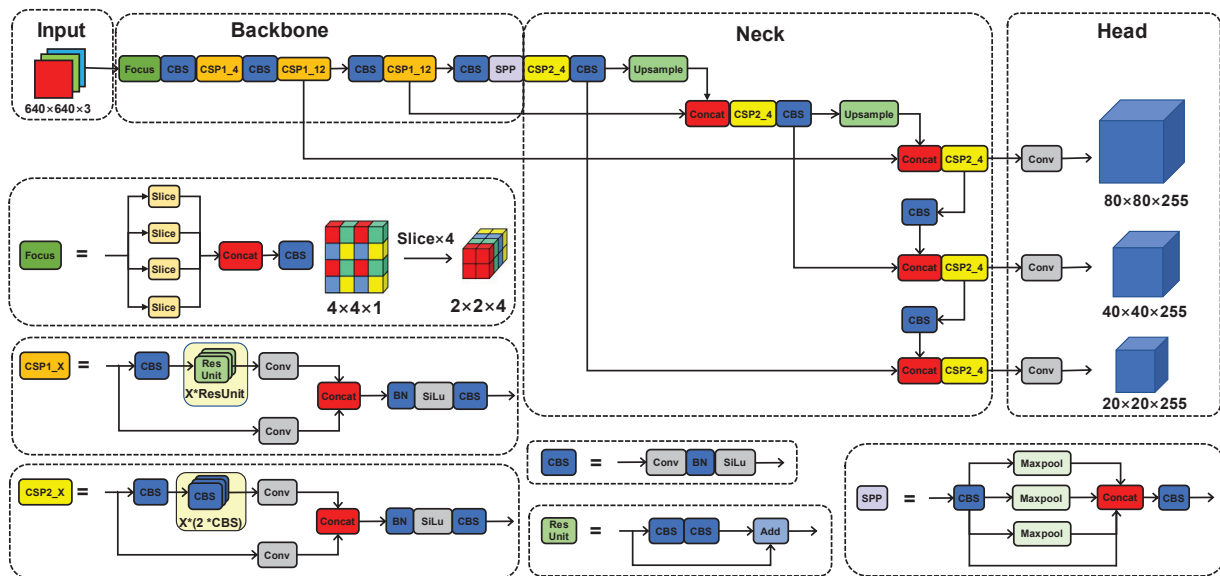 Input
Backbone
Neck
Head
640×640×3
Focus CBS CSP1_4 CBS CSP1_12 CBS CSP1_12 CBS SPP CSP2_4 CBS Upsample
Concat CSP2_4 CBS Upsample
Concat CSP2_4 Conv
80×80×255
CBS
Concat CSP2_4 Conv
40×40×255
CBS
Concat CSP2_4 Conv
20×20×255
Focus =
Slice
Slice
Slice
Slice
Concat CBS
4×4×1
Slice×4
2×2×4
CSP1_X =
CBS
Res
Unit
X*ResUnit
Conv
Conv
Concat
BN SiLu CBS
CSP2_X =
CBS
CBS
X*(2 *CBS)
Conv
Conv
Concat
BN SiLu CBS
CBS = Conv BN SiLu
Res
Unit
= CBS CBS Add
SPP =
CBS
Maxpool
Maxpool
Maxpool
Concat CBS